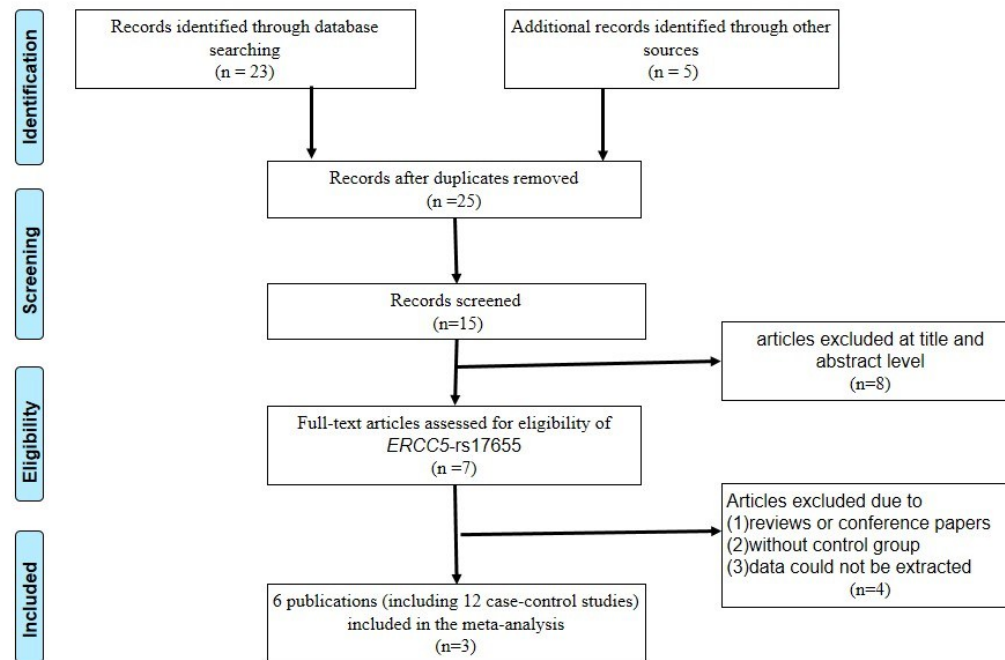 Identification
Records identified through database
searching
(n = 23)
Additional records identified through other
sources
(n = 5)
Records after duplicates removed
(n =25)
Screening
Records screened
(n=15)
articles excluded at title and
abstract level
(n=8)
Eligibility
Full-text articles assessed for eligibility of
ERCC5-rs17655
(n =7)
Articles excluded due to
(1)reviews or conference papers
(2)without control group
(3)data could not be extracted
(n=4)
Included
6 publications (including 12 case-control studies)
included in the meta-analysis
(n=3)